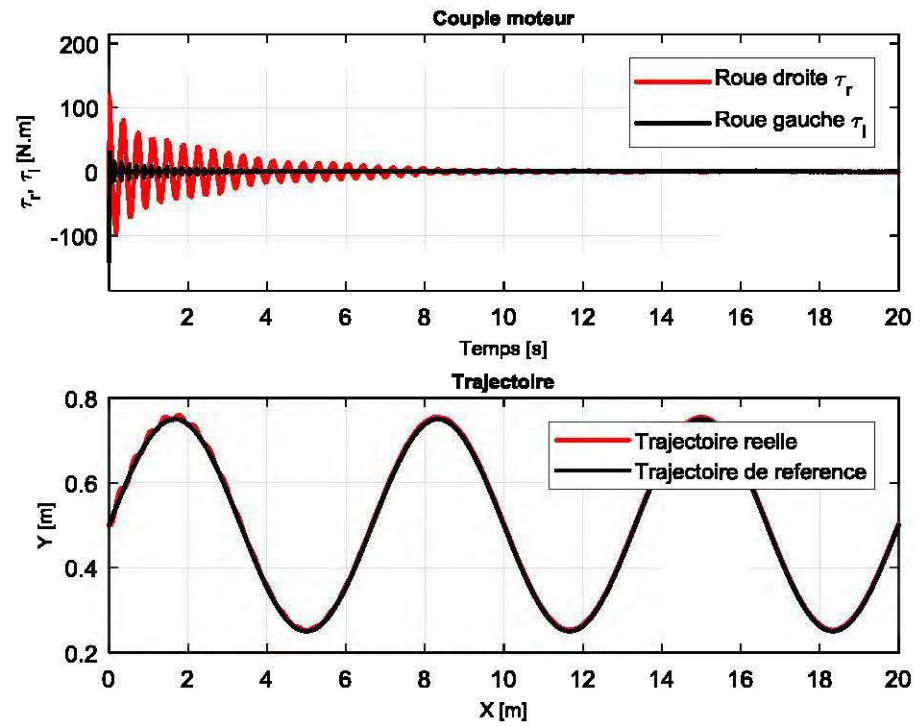 Couple moteur
200
100
0
-100
τr, τl [N.m]
Roue droite τr
Roue gauche τl
2 4 6 8 10 12 14 16 18 20
Temps [s]
Trajectoire
0.8
0.6
0.4
0.2
Y [m]
Trajectoire reelle
Trajectoire de reference
0 2 4 6 8 10 12 14 16 18 20
X [m]